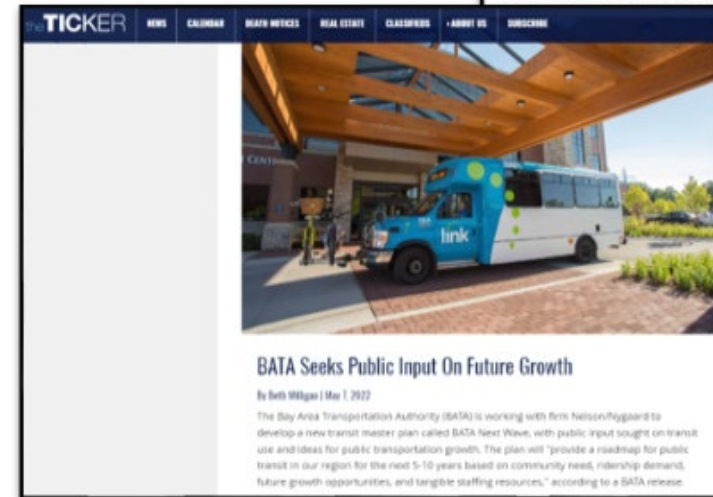 the TICKER NEWS CALENDAR DEATH NOTICES REAL ESTATE CLASSIFIEDS ABOUT US SUBSCRIBE
link
BATA Seeks Public Input On Future Growth
By Beth Milligan | May 7, 2022
The Bay Area Transportation Authority (BATA) is working with firm Nelson/Nygaard to
develop a new transit master plan called BATA Next Wave, with public input sought on transit
use and ideas for public transportation growth. The plan will "provide a roadmap for public
transit in our region for the next 5-10 years based on community need, ridership demand,
future growth opportunities, and tangible staffing resources," according to a BATA release.